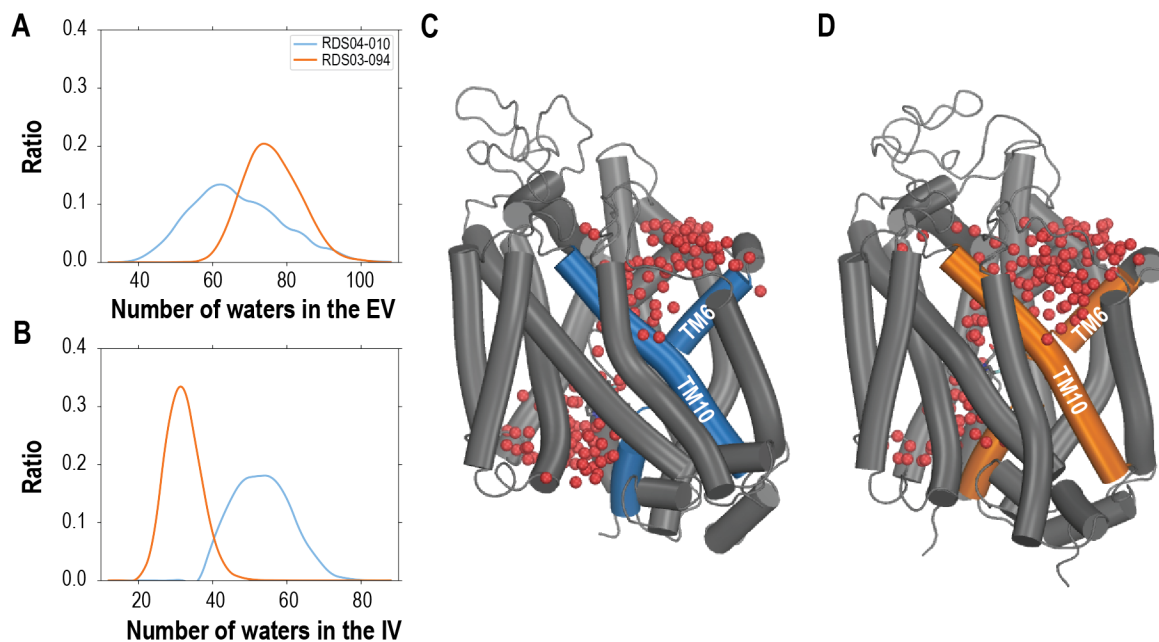 A
0.4
0.3
0.2
0.1
0.0
Ratio
RDS04-010
RDS03-094
40
60
80
100
Number of waters in the EV
B
0.4
0.3
0.2
0.1
0.0
Ratio
20
40
60
80
Number of waters in the IV
C
TM6
TM10
D
TM6
TM10